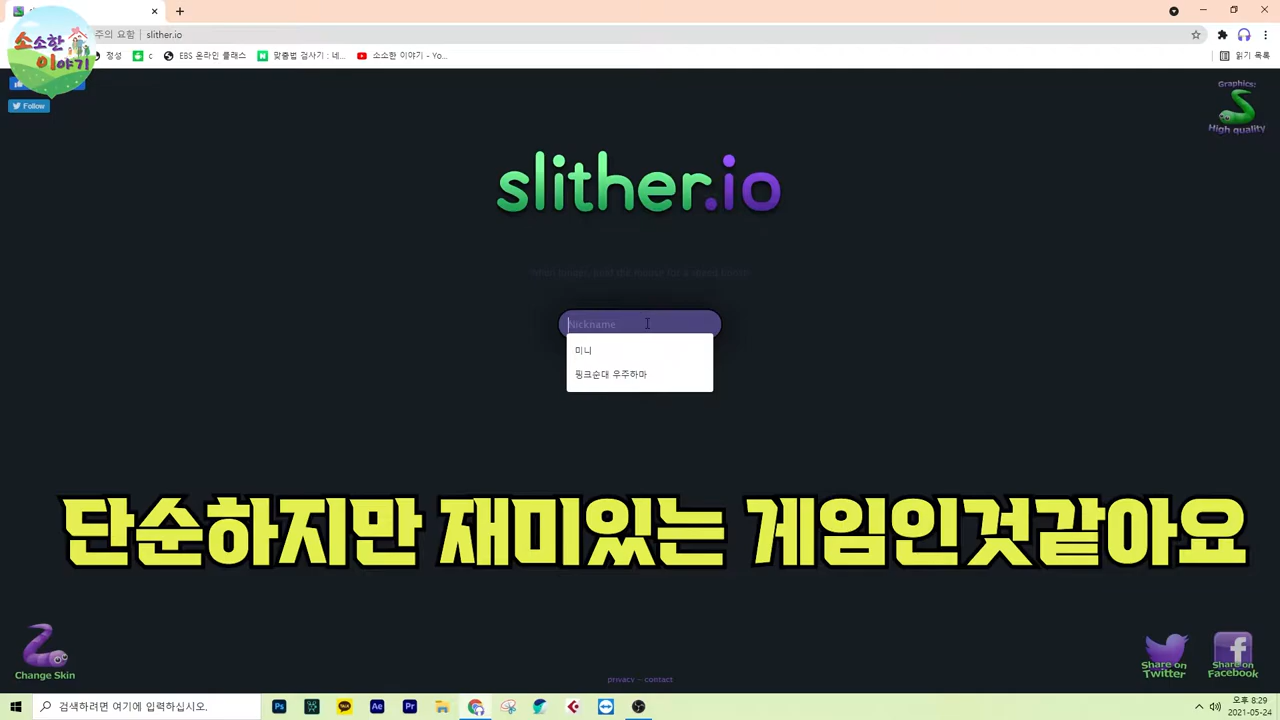 소소한
이야기
주의 요함
slither.io
정성
c
EBS 온라인 클래스
맞춤법 검사기 : 네...
소소한 이야기 - Yo...
읽기 목록
Follow
Graphics:
High quality
slither.io
Nickname
미니
핑크순대 우주하마
단순하지만 재미있는 게임인것같아요
Change Skin
Share on
Twitter
Share on
Facebook
privacy -- contact
검색하려면 여기에 입력하십시오.
Ps
TALK
Ae
Pr
오후 8:29
2021-05-24